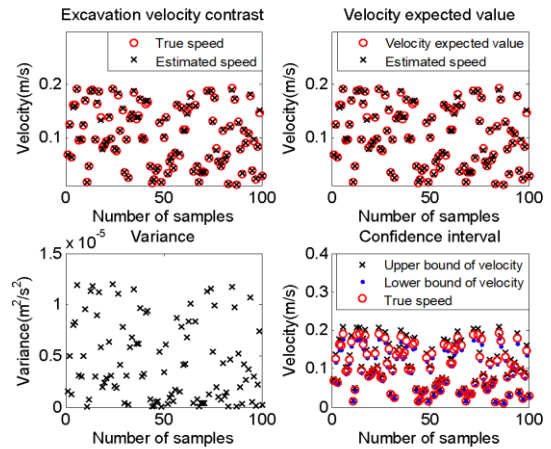 Excavation velocity contrast
True speed
Estimated speed
Velocity(m/s)
0.2
0.1
0
50
100
Number of samples
Velocity expected value
Velocity expected value
Estimated speed
Velocity(m/s)
0.2
0.1
0
50
100
Number of samples
Variance
1.5 x 10⁻⁵
Variance(m²/s²)
1
0.5
0
0
50
100
Number of samples
Confidence interval
Upper bound of velocity
Lower bound of velocity
True speed
Velocity(m/s)
0.4
0.3
0.2
0.1
0
0
50
100
Number of samples